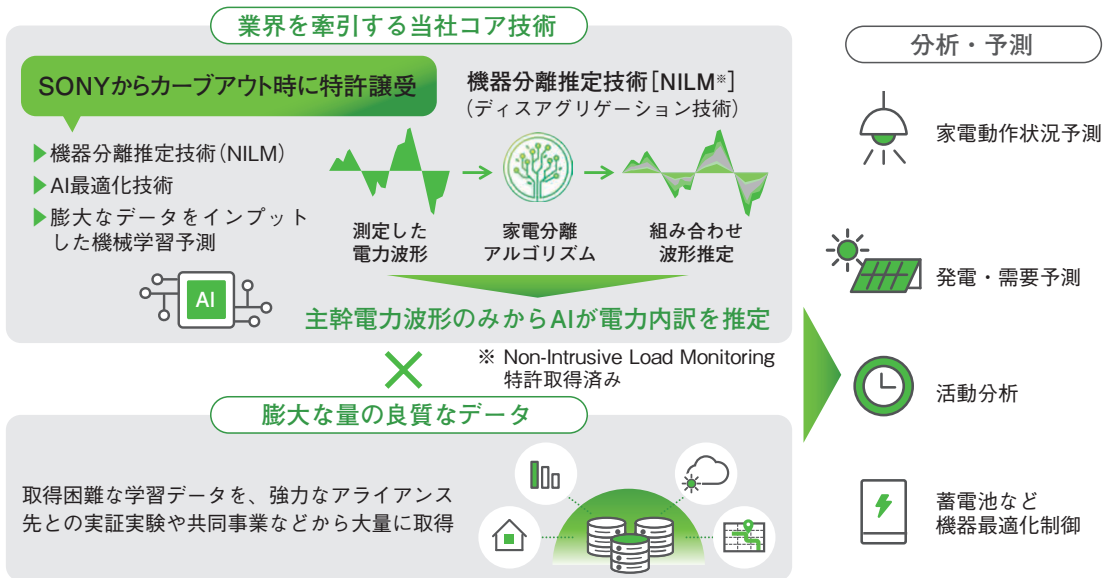 業界を牽引する当社コア技術
SONYからカーブアウト時に特許譲受
▶機器分離推定技術(NILM)
▶AI最適化技術
▶膨大なデータをインプット
した機械学習予測
AI
機器分離推定技術[NILM※]
(ディスアグリゲーション技術)
測定した
電力波形
家電分離
アルゴリズム
組み合わせ
波形推定
主幹電力波形のみからAIが電力内訳を推定
※ Non-Intrusive Load Monitoring
特許取得済み
膨大な量の良質なデータ
取得困難な学習データを、強力なアライアンス
先との実証実験や共同事業などから大量に取得
分析・予測
家電動作状況予測
発電・需要予測
活動分析
蓄電池など
機器最適化制御